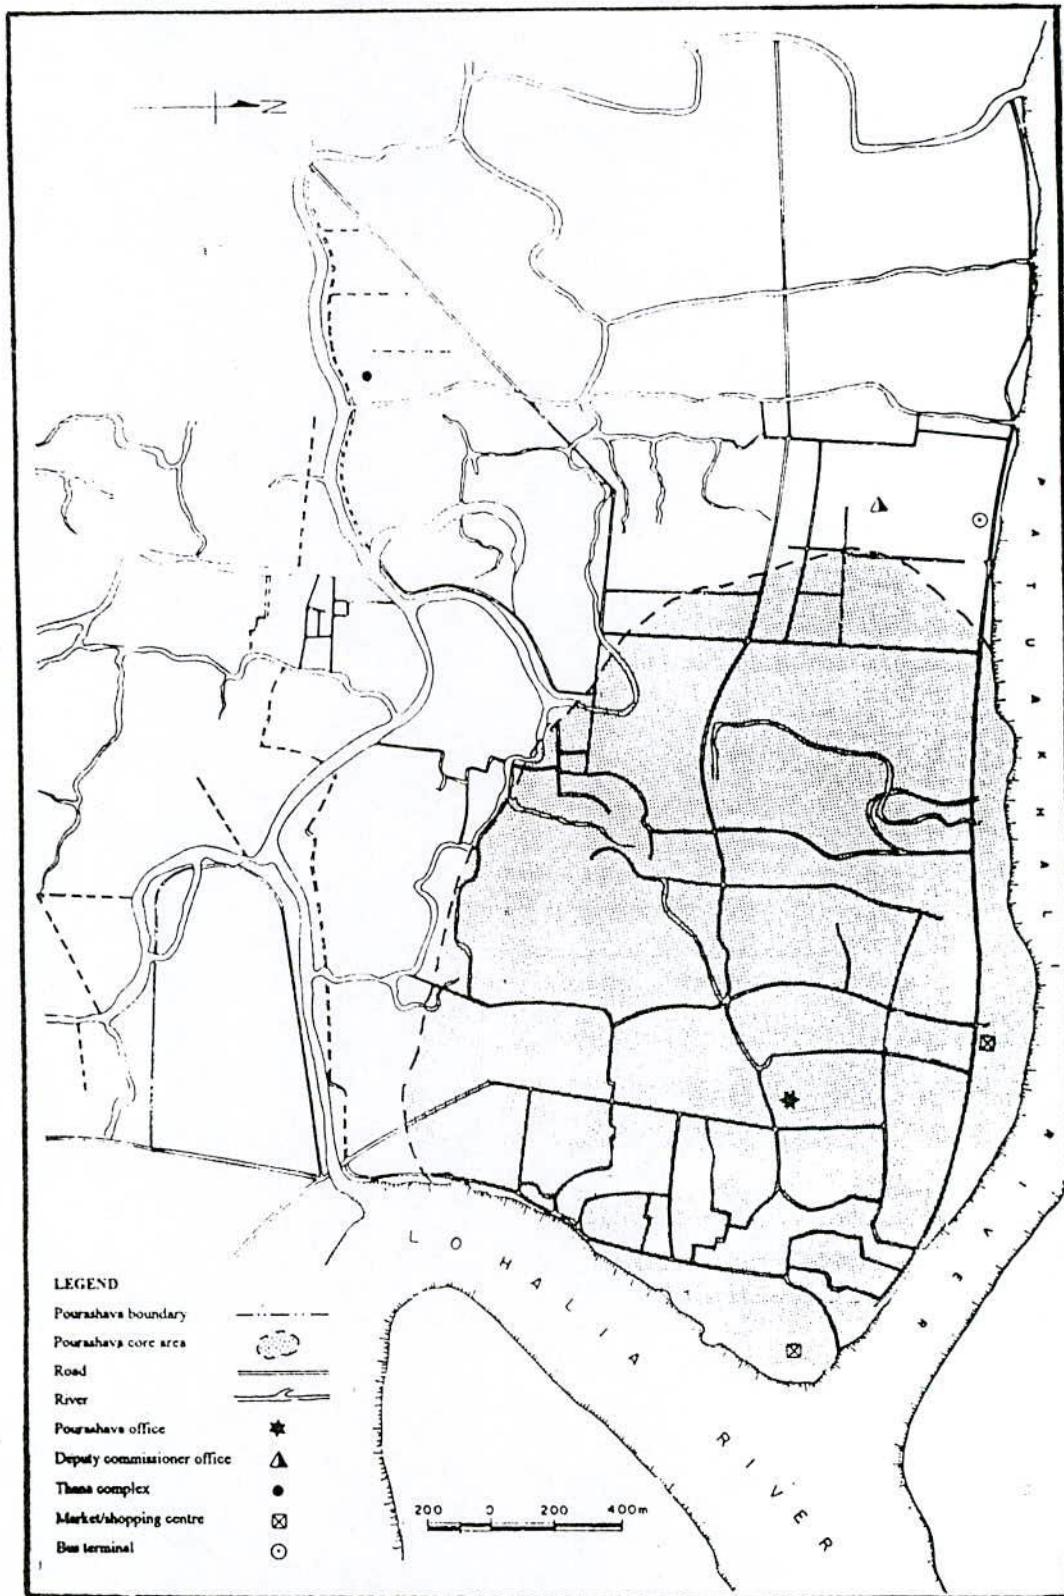 N
PATUAKHALI RIVER
LOHALIA RIVER
LEGEND
Pourashava boundary
Pourashava core area
Road
River
Pourashava office
Deputy commissioner office
Thana complex
Market/shopping centre
Bus terminal
200 0 200 400m